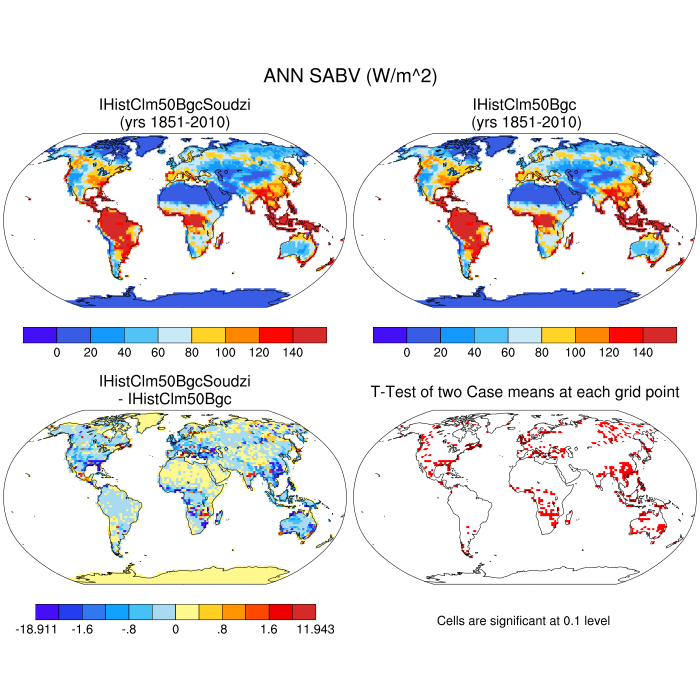 ANN SABV (W/m^2)
IHistClm50BgcSoudzi
(yrs 1851-2010)
IHistClm50Bgc
(yrs 1851-2010)
0 20 40 60 80 100 120 140
0 20 40 60 80 100 120 140
IHistClm50BgcSoudzi
- IHistClm50Bgc
T-Test of two Case means at each grid point
-18.911 -1.6 -.8 0 .8 1.6 11.943
Cells are significant at 0.1 level